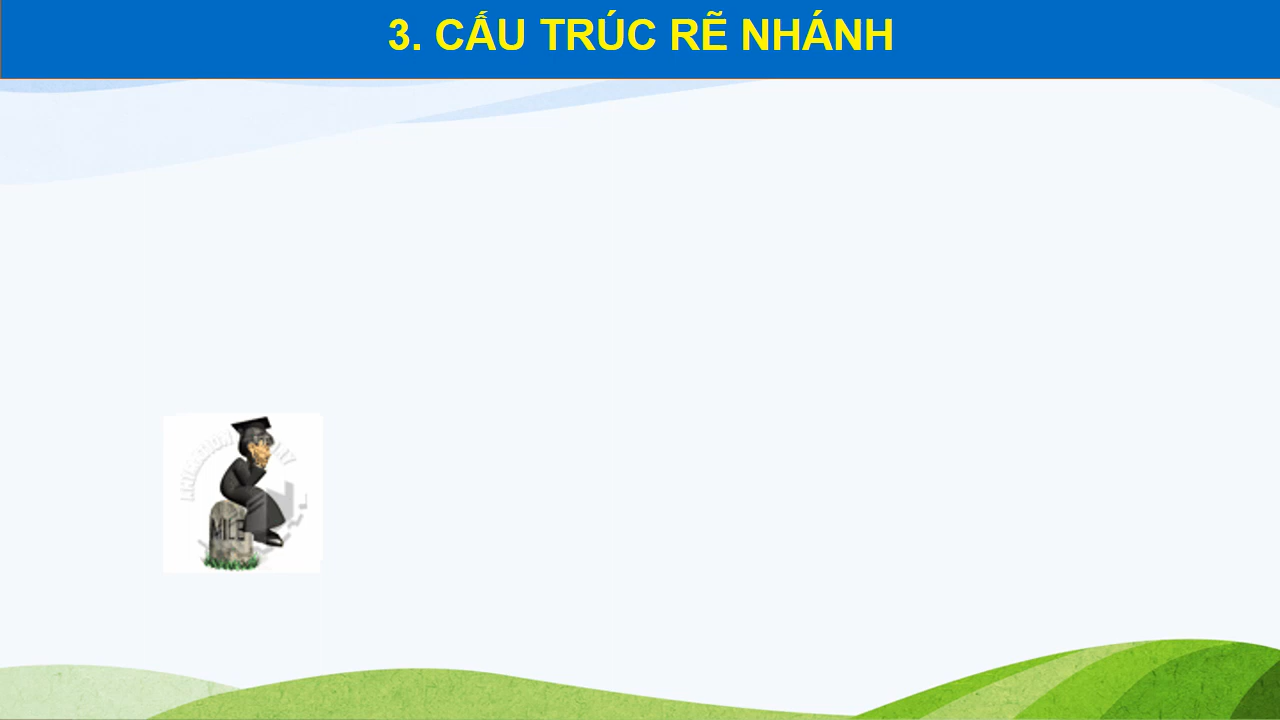 3. CẤU TRÚC RẼ NHÁNH
MILE